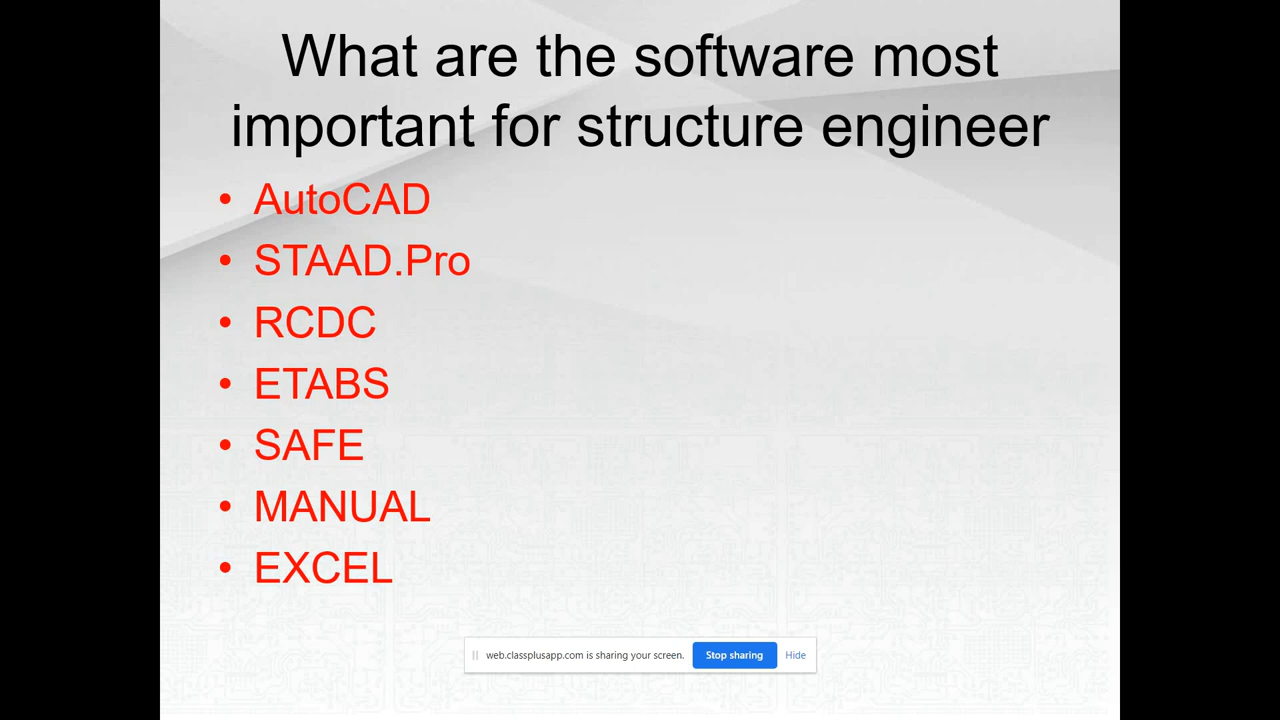 What are the software most
important for structure engineer
• AutoCAD
• STAAD.Pro
• RCDC
• ETABS
• SAFE
• MANUAL
• EXCEL
web.classplusapp.com is sharing your screen. Stop sharing Hide